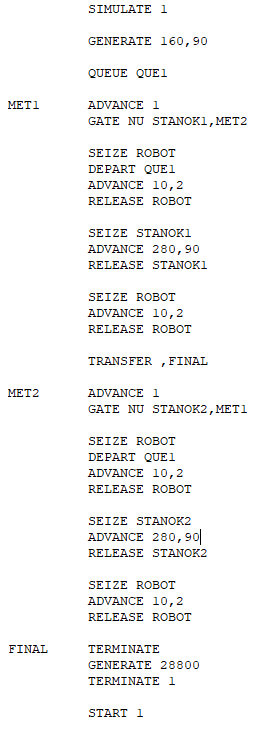 SIMULATE 1
GENERATE 160,90
QUEUE QUE1
MET1 ADVANCE 1
GATE NU STANOK1,MET2
SEIZE ROBOT
DEPART QUE1
ADVANCE 10,2
RELEASE ROBOT
SEIZE STANOK1
ADVANCE 280,90
RELEASE STANOK1
SEIZE ROBOT
ADVANCE 10,2
RELEASE ROBOT
TRANSFER ,FINAL
MET2 ADVANCE 1
GATE NU STANOK2,MET1
SEIZE ROBOT
DEPART QUE1
ADVANCE 10,2
RELEASE ROBOT
SEIZE STANOK2
ADVANCE 280,90
RELEASE STANOK2
SEIZE ROBOT
ADVANCE 10,2
RELEASE ROBOT
FINAL TERMINATE
GENERATE 28800
TERMINATE 1
START 1